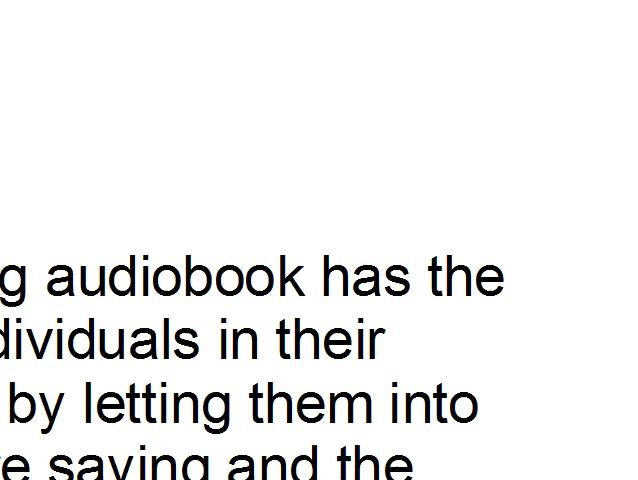 g audiobook has the
dividuals in their
by letting them into
e saving and the